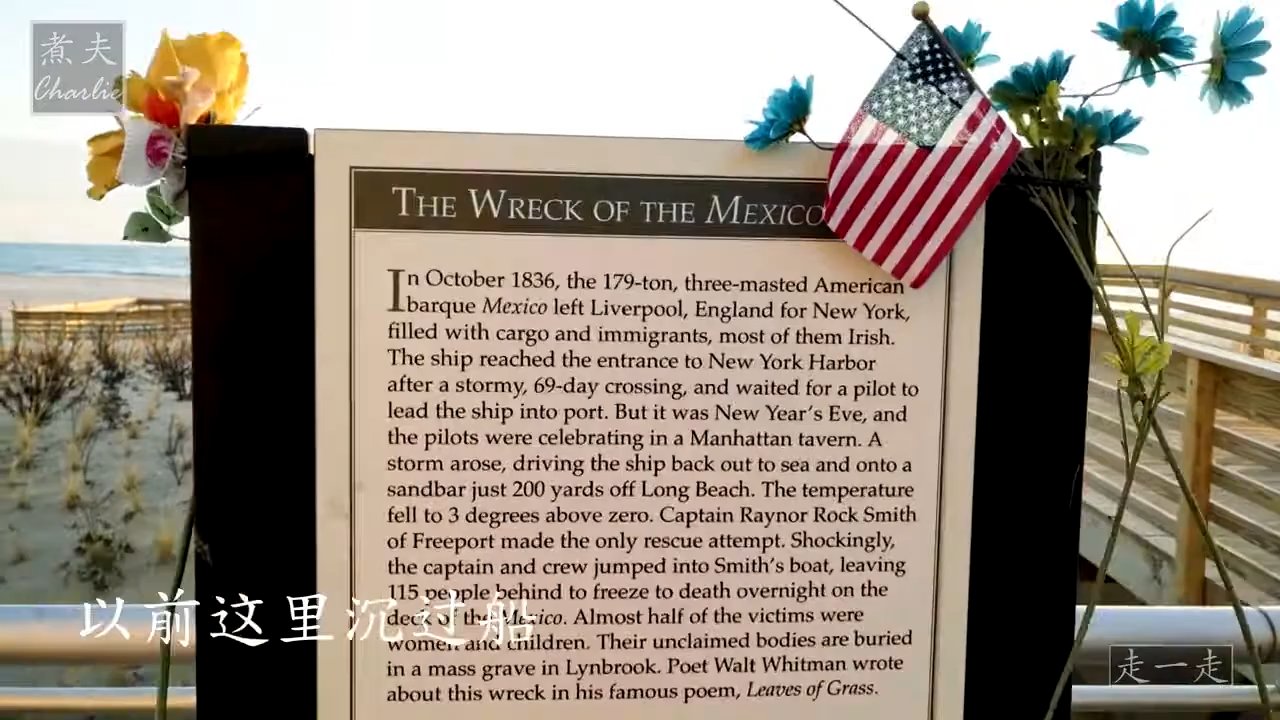 煮夫
Charlie
THE WRECK OF THE MEXICO
In October 1836, the 179-ton, three-masted American
barque Mexico left Liverpool, England for New York,
filled with cargo and immigrants, most of them Irish.
The ship reached the entrance to New York Harbor
after a stormy, 69-day crossing, and waited for a pilot to
lead the ship into port. But it was New Year's Eve, and
the pilots were celebrating in a Manhattan tavern. A
storm arose, driving the ship back out to sea and onto a
sandbar just 200 yards off Long Beach. The temperature
fell to 3 degrees above zero. Captain Raynor Rock Smith
of Freeport made the only rescue attempt. Shockingly,
the captain and crew jumped into Smith's boat, leaving
115 people behind to freeze to death overnight on the
deck of the Mexico. Almost half of the victims were
women and children. Their unclaimed bodies are buried
in a mass grave in Lynbrook. Poet Walt Whitman wrote
about this wreck in his famous poem, Leaves of Grass.
以前这里沉过船
走一走